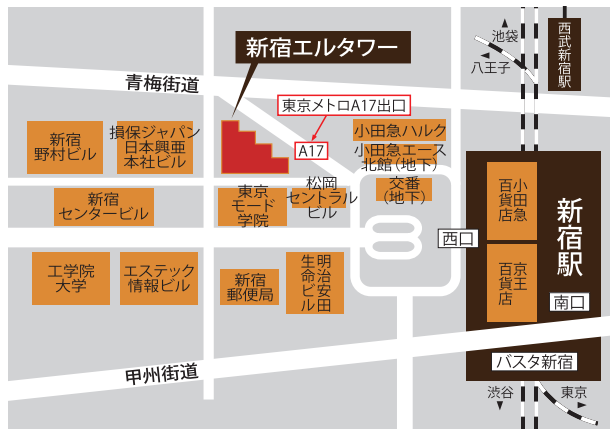 新宿エルタワー
青梅街道
東京メトロA17出口
A17
池袋
八王子
西武新宿駅
新宿
野村ビル
損保ジャパン
日本興亜
本社ビル
小田急ハルク
小田急エース
北館(地下)
交番
(地下)
新宿
センタービル
東京
モード
学院
松岡
セントラル
ビル
小田急
百貨店
西口
新宿駅
京王
百貨店
南口
工学院
大学
エステック
情報ビル
新宿
郵便局
明治安田
生命ビル
バスタ新宿
甲州街道
渋谷
東京